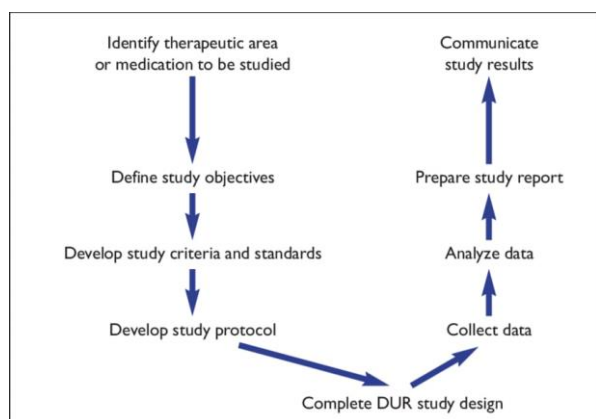 Identify therapeutic area
or medication to be studied
Define study objectives
Develop study criteria and standards
Develop study protocol
Complete DUR study design
Collect data
Analyze data
Prepare study report
Communicate
study results